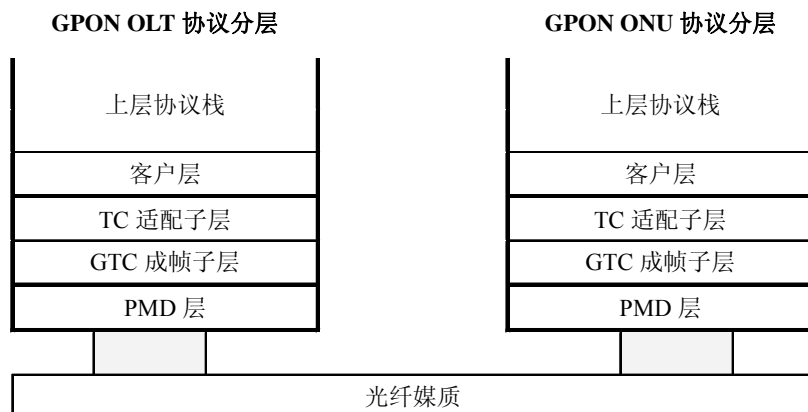 GPON OLT 协议分层
GPON ONU 协议分层
上层协议栈
上层协议栈
客户层
客户层
TC 适配子层
TC 适配子层
GTC 成帧子层
GTC 成帧子层
PMD 层
PMD 层
光纤媒质